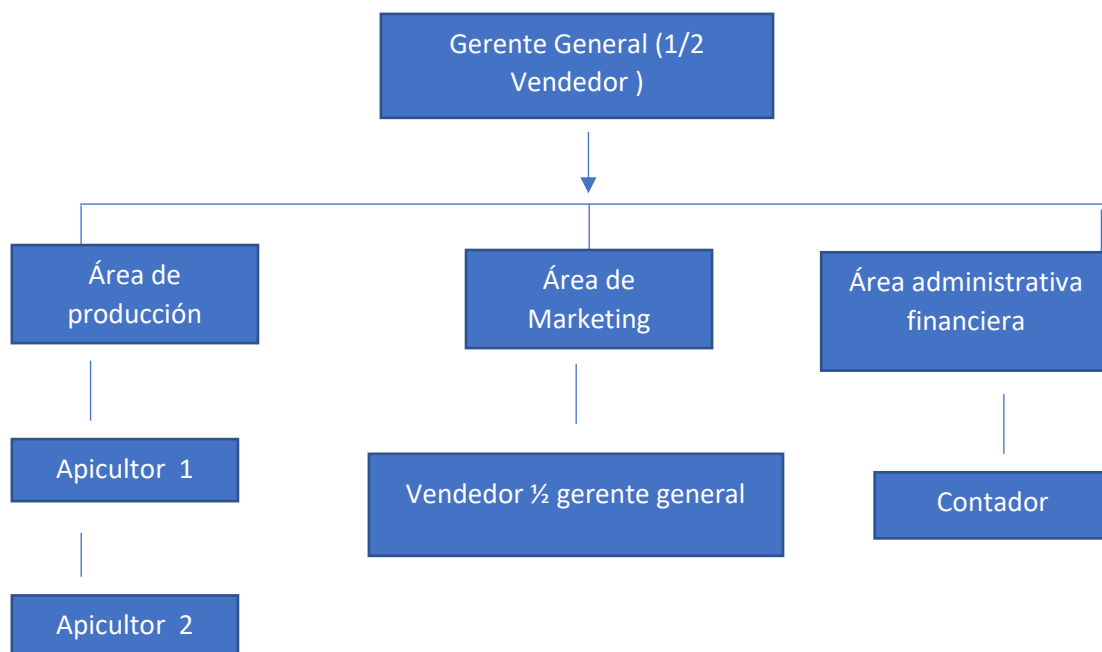 Gerente General (1/2
Vendedor )
Área de
producción
Área de
Marketing
Área administrativa
financiera
Apicultor 1
Vendedor ½ gerente general
Contador
Apicultor 2